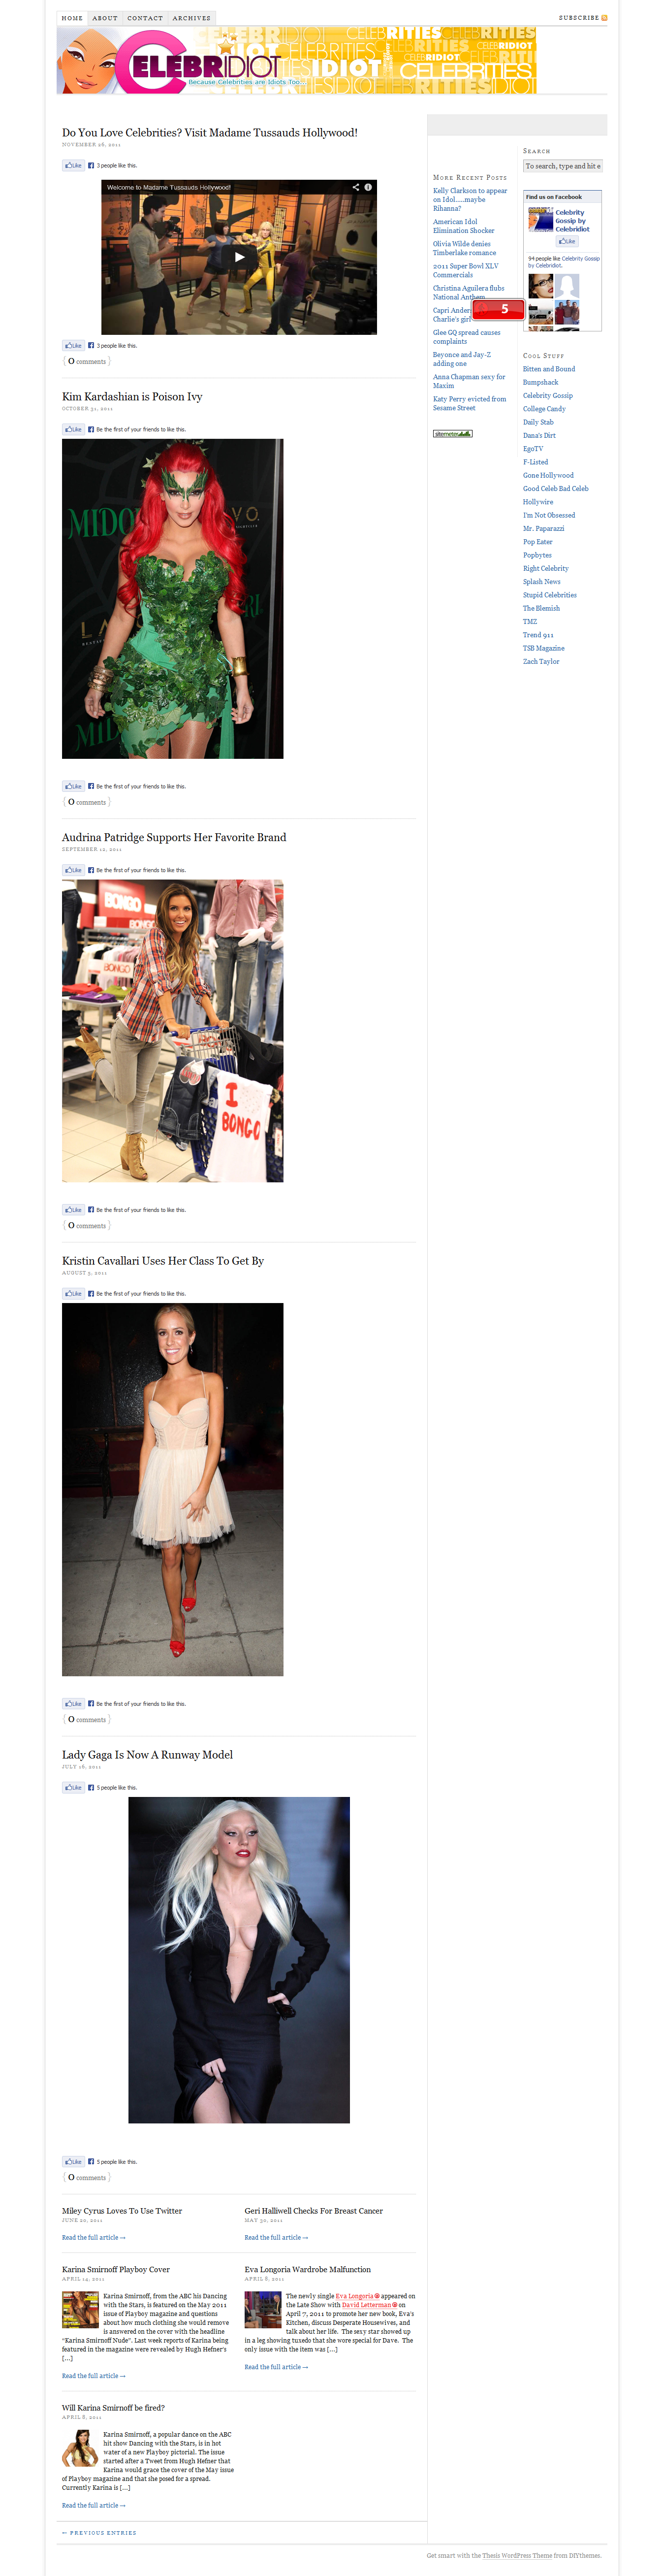 HOME
ABOUT
CONTACT
ARCHIVES
SUBSCRIBE
CELEBRIDIOT
Because Celebrities are Idiots Too...
Do You Love Celebrities? Visit Madame Tussauds Hollywood!
NOVEMBER 26, 2011
Like 3 people like this.
Welcome to Madame Tussauds Hollywood!
Like 3 people like this.
{ 0 comments }
Kim Kardashian is Poison Ivy
OCTOBER 31, 2011
Like Be the first of your friends to like this.
MIDO
Like Be the first of your friends to like this.
{ 0 comments }
Audrina Patridge Supports Her Favorite Brand
SEPTEMBER 12, 2011
Like Be the first of your friends to like this.
BONGO
I
BONGO
Like Be the first of your friends to like this.
{ 0 comments }
Kristin Cavallari Uses Her Class To Get By
AUGUST 5, 2011
Like Be the first of your friends to like this.
Like Be the first of your friends to like this.
{ 0 comments }
Lady Gaga Is Now A Runway Model
JULY 18, 2011
Like 5 people like this.
Like 5 people like this.
{ 0 comments }
Miley Cyrus Loves To Use Twitter
JUNE 20, 2011
Read the full article →
Geri Halliwell Checks For Breast Cancer
MAY 30, 2011
Read the full article →
Karina Smirnoff Playboy Cover
APRIL 14, 2011
Karina Smirnoff, from the ABC his Dancing
with the Stars, is featured on the May 2011
issue of Playboy magazine and questions
about how much clothing she would remove
is answered on the cover with the headline
"Karina Smirnoff Nude". Last week reports of Karina being
featured in the magazine were revealed by Hugh Hefner's
[...]
Read the full article →
Eva Longoria Wardrobe Malfunction
APRIL 8, 2011
The newly single Eva Longoria appeared on
the Late Show with David Letterman on
April 7, 2011 to promote her new book, Eva's
Kitchen, discuss Desperate Housewives, and
talk about her life. The sexy star showed up
in a leg showing tuxedo that she wore special for Dave. The
only issue with the item was [...]
Read the full article →
Will Karina Smirnoff be fired?
APRIL 8, 2011
Karina Smirnoff, a popular dance on the ABC
hit show Dancing with the Stars, is in hot
water of a new Playboy pictorial. The issue
started after a Tweet from Hugh Hefner that
Karina would grace the cover of the May issue
of Playboy magazine and that she posed for a spread.
Currently Karina is [...]
Read the full article →
← PREVIOUS ENTRIES
MORE RECENT POSTS
Kelly Clarkson to appear
on Idol.....maybe
Rihanna?
American Idol
Elimination Shocker
Olivia Wilde denies
Timberlake romance
2011 Super Bowl XLV
Commercials
Christina Aguilera flubs
National Anthem
Capri Anders
Charlie's girl
5
Glee GQ spread causes
complaints
Beyonce and Jay-Z
adding one
Anna Chapman sexy for
Maxim
Katy Perry evicted from
Sesame Street
sitemeter
SEARCH
To search, type and hit e
Find us on Facebook
Celebrity
Gossip by
Celebridiot
Like
94 people like Celebrity Gossip
by Celebridiot.
COOL STUFF
Bitten and Bound
Bumpshack
Celebrity Gossip
College Candy
Daily Stab
Dana's Dirt
EgoTV
F-Listed
Gone Hollywood
Good Celeb Bad Celeb
Hollywire
I'm Not Obsessed
Mr. Paparazzi
Pop Eater
Popbytes
Right Celebrity
Splash News
Stupid Celebrities
The Blemish
TMZ
Trend 911
TSB Magazine
Zach Taylor
Get smart with the Thesis WordPress Theme from DIYthemes.